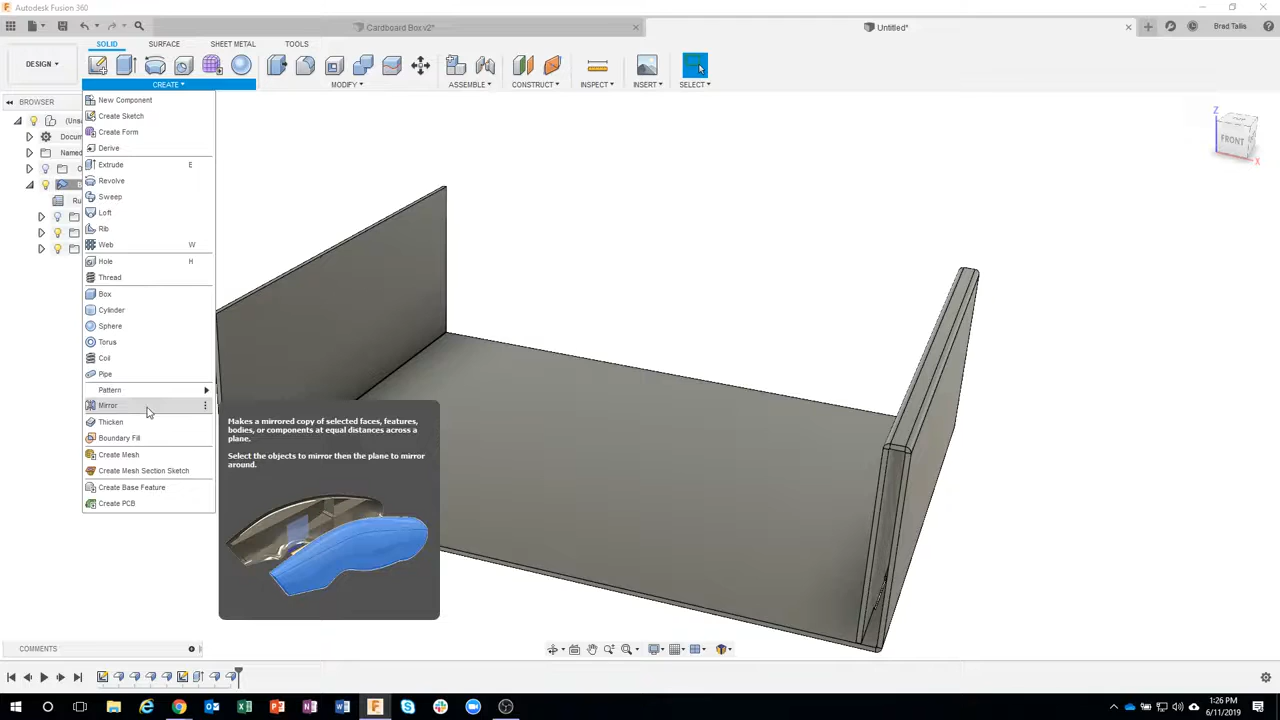 Autodesk Fusion 360
Cardboard Box v2*
Untitled*
Brad Tallis
SOLID
SURFACE
SHEET METAL
TOOLS
DESIGN
CREATE
MODIFY
ASSEMBLE
CONSTRUCT
INSPECT
INSERT
SELECT
BROWSER
(Uns
Docum
Named
O
B
Ru
New Component
Create Sketch
Create Form
Derive
Extrude E
Revolve
Sweep
Loft
Rib
Web W
Hole H
Thread
Box
Cylinder
Sphere
Torus
Coil
Pipe
Pattern
Mirror
Thicken
Boundary Fill
Create Mesh
Create Mesh Section Sketch
Create Base Feature
Create PCB
Makes a mirrored copy of selected faces, features,
bodies, or components at equal distances across a
plane.
Select the objects to mirror then the plane to mirror
around.
Z
FRONT
X
COMMENTS
1:26 PM
6/11/2019